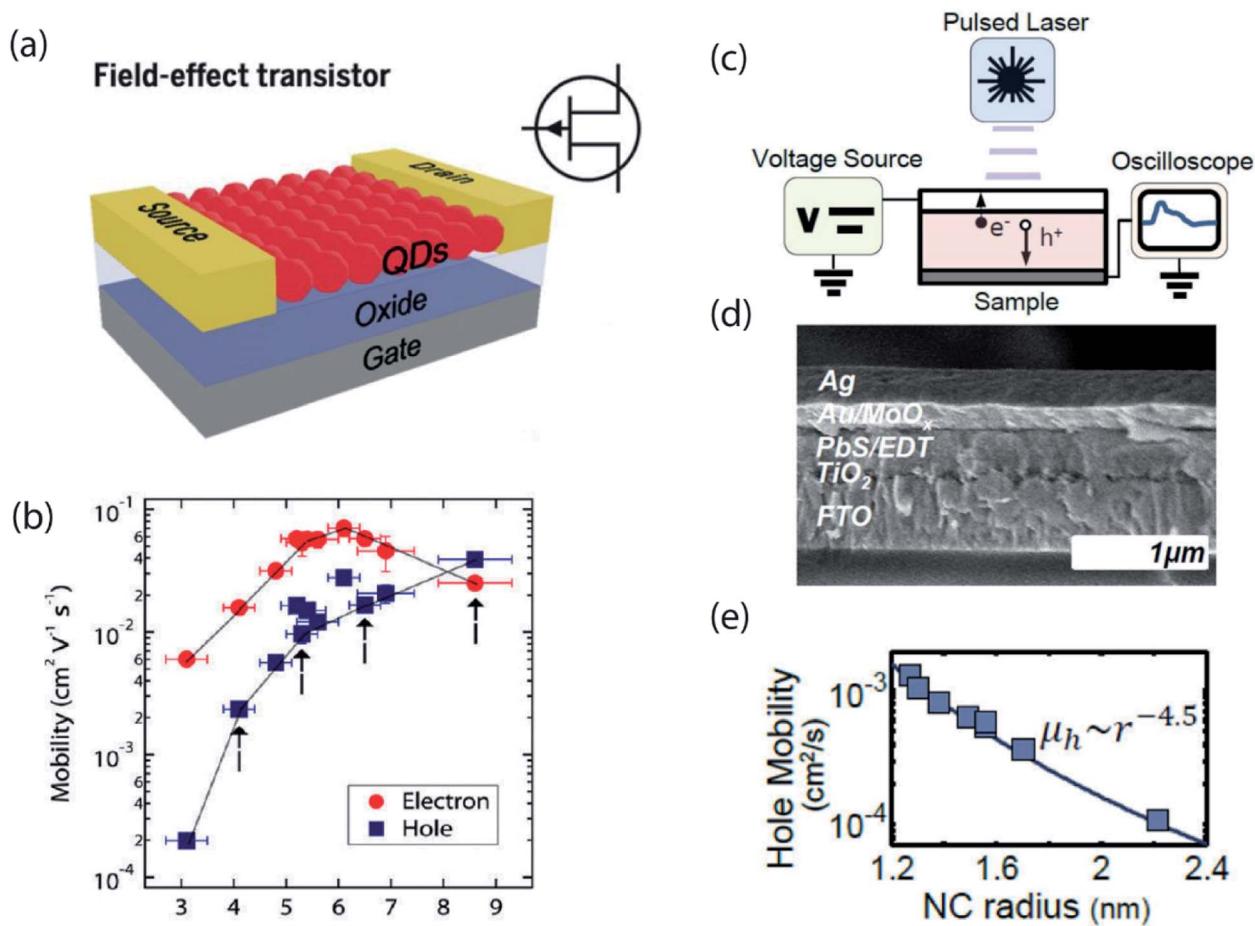 (a)
Field-effect transistor
Source
Drain
QDs
Oxide
Gate
(b)
Mobility (cm² V⁻¹ s⁻¹)
10⁻¹
6
4
2
10⁻²
6
4
2
10⁻³
6
4
2
10⁻⁴
3 4 5 6 7 8 9
Electron
Hole
(c)
Pulsed Laser
Voltage Source
Oscilloscope
V
e⁻
h⁺
Sample
(d)
Ag
Au/MoOₓ
PbS/EDT
TiO₂
FTO
1µm
(e)
Hole Mobility
(cm²/s)
10⁻³
10⁻⁴
μₕ~r⁻⁴·⁵
1.2 1.6 2 2.4
NC radius (nm)